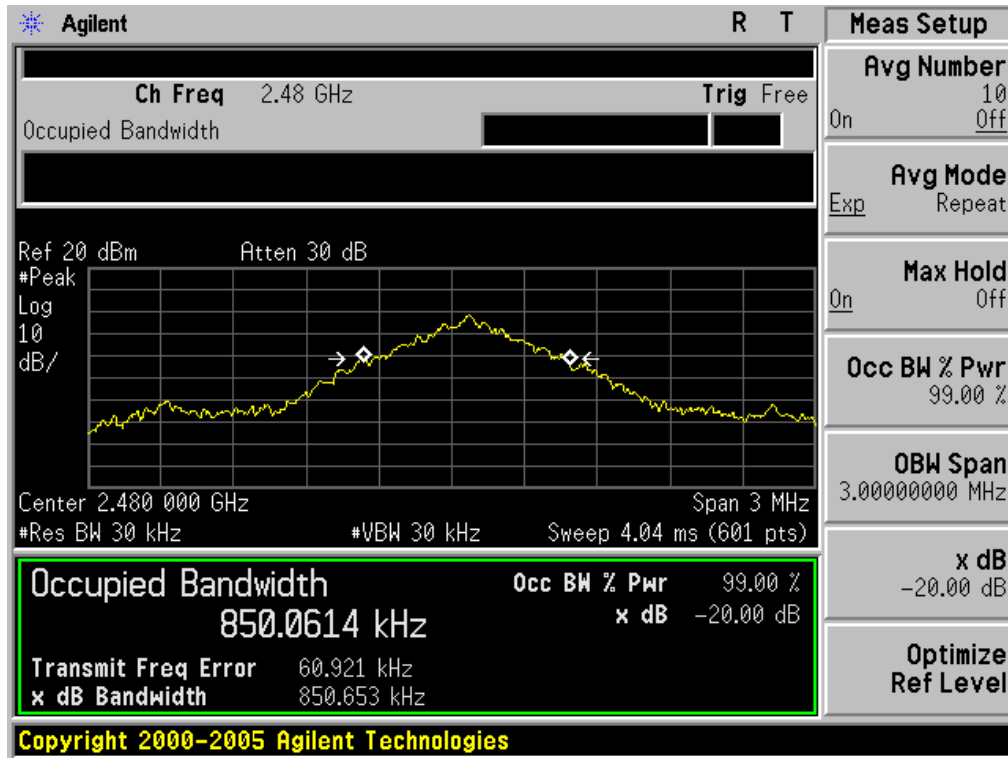 Agilent R T
Ch Freq 2.48 GHz Trig Free
Occupied Bandwidth
Ref 20 dBm Atten 30 dB
#Peak
Log
10
dB/
Center 2.480 000 GHz Span 3 MHz
#Res BW 30 kHz #VBW 30 kHz Sweep 4.04 ms (601 pts)
Occupied Bandwidth Occ BW % Pwr 99.00 %
850.0614 kHz x dB -20.00 dB
Transmit Freq Error 60.921 kHz
x dB Bandwidth 850.653 kHz
Copyright 2000-2005 Agilent Technologies
Meas Setup
Avg Number
10
On Off
Avg Mode
Exp Repeat
Max Hold
On Off
Occ BW % Pwr
99.00 %
OBW Span
3.00000000 MHz
x dB
-20.00 dB
Optimize
Ref Level